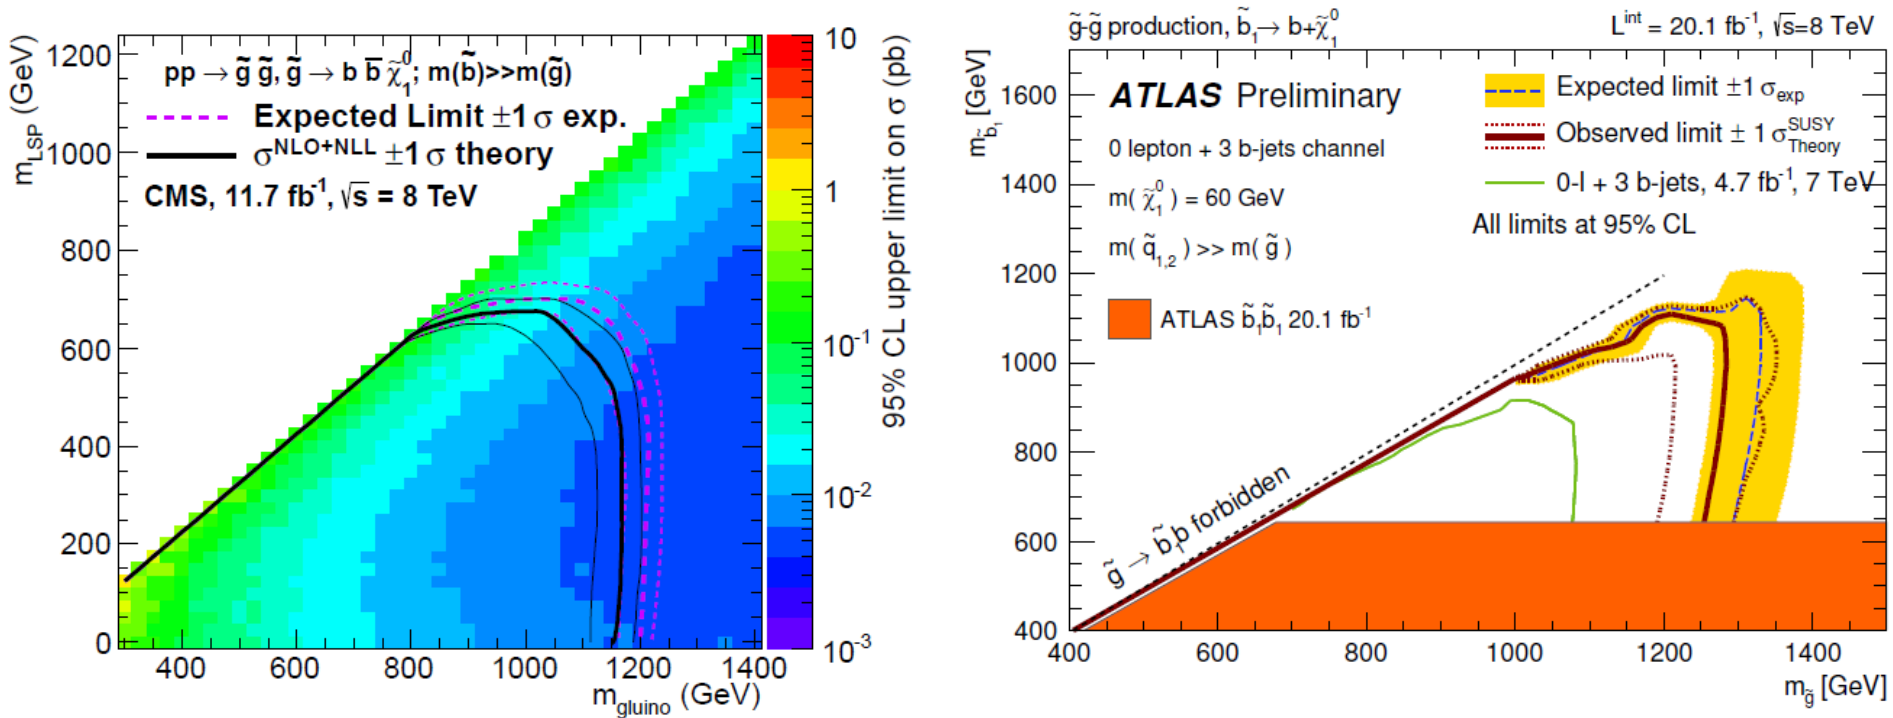 pp → g̃ g̃, g̃ → b b̅ χ̃₁⁰; m(b̃)>>m(g̃)
Expected Limit ±1 σ exp.
σ^NLO+NLL ±1 σ theory
CMS, 11.7 fb⁻¹, √s = 8 TeV
m_LSP (GeV)
1200
1000
800
600
400
200
0
400 600 800 1000 1200 1400
m_gluino (GeV)
10
1
10⁻¹
10⁻²
10⁻³
95% CL upper limit on σ (pb)
g̃-g̃ production, b̃₁→ b+χ̃₁⁰
L^int = 20.1 fb⁻¹, √s=8 TeV
m_b̃₁ [GeV]
1600
1400
1200
1000
800
600
400
ATLAS Preliminary
0 lepton + 3 b-jets channel
m( χ̃₁⁰ ) = 60 GeV
m( q̃₁,₂ ) >> m( g̃ )
ATLAS b̃₁b̃₁ 20.1 fb⁻¹
Expected limit ±1 σ_exp
Observed limit ± 1 σ^SUSY_Theory
0-l + 3 b-jets, 4.7 fb⁻¹, 7 TeV
All limits at 95% CL
g̃ → b̃₁b forbidden
400 600 800 1000 1200 1400
m_g̃ [GeV]